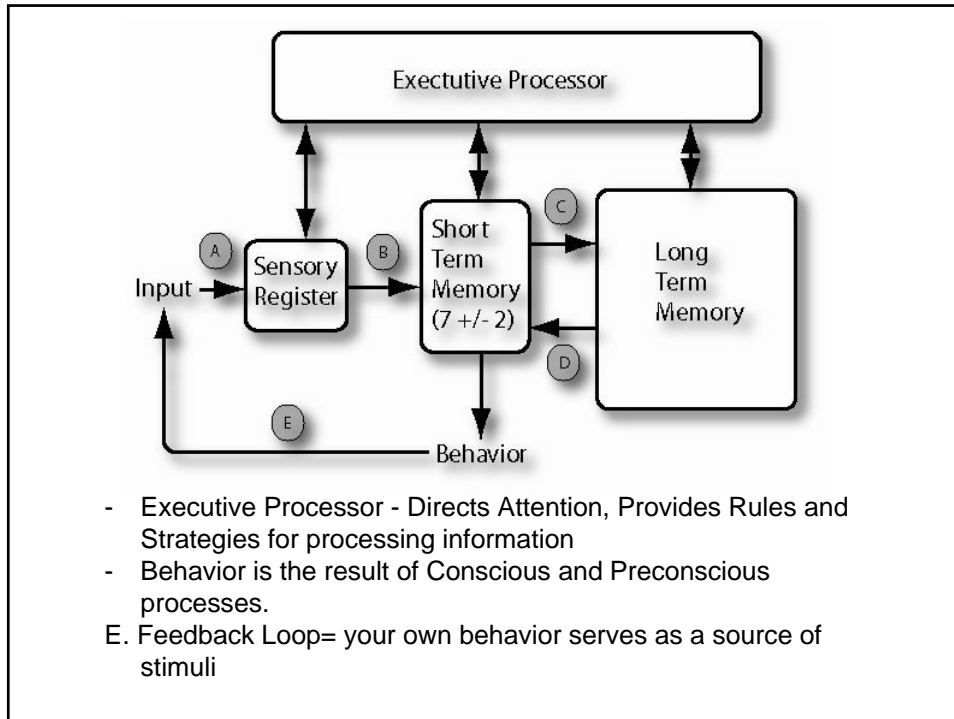 Exectutive Processor
A
Sensory
Register
B
Short
Term
Memory
(7 +/- 2)
C
Long
Term
Memory
Input
D
E
Behavior
- Executive Processor - Directs Attention, Provides Rules and
Strategies for processing information
- Behavior is the result of Conscious and Preconscious
processes.
E. Feedback Loop= your own behavior serves as a source of
stimuli